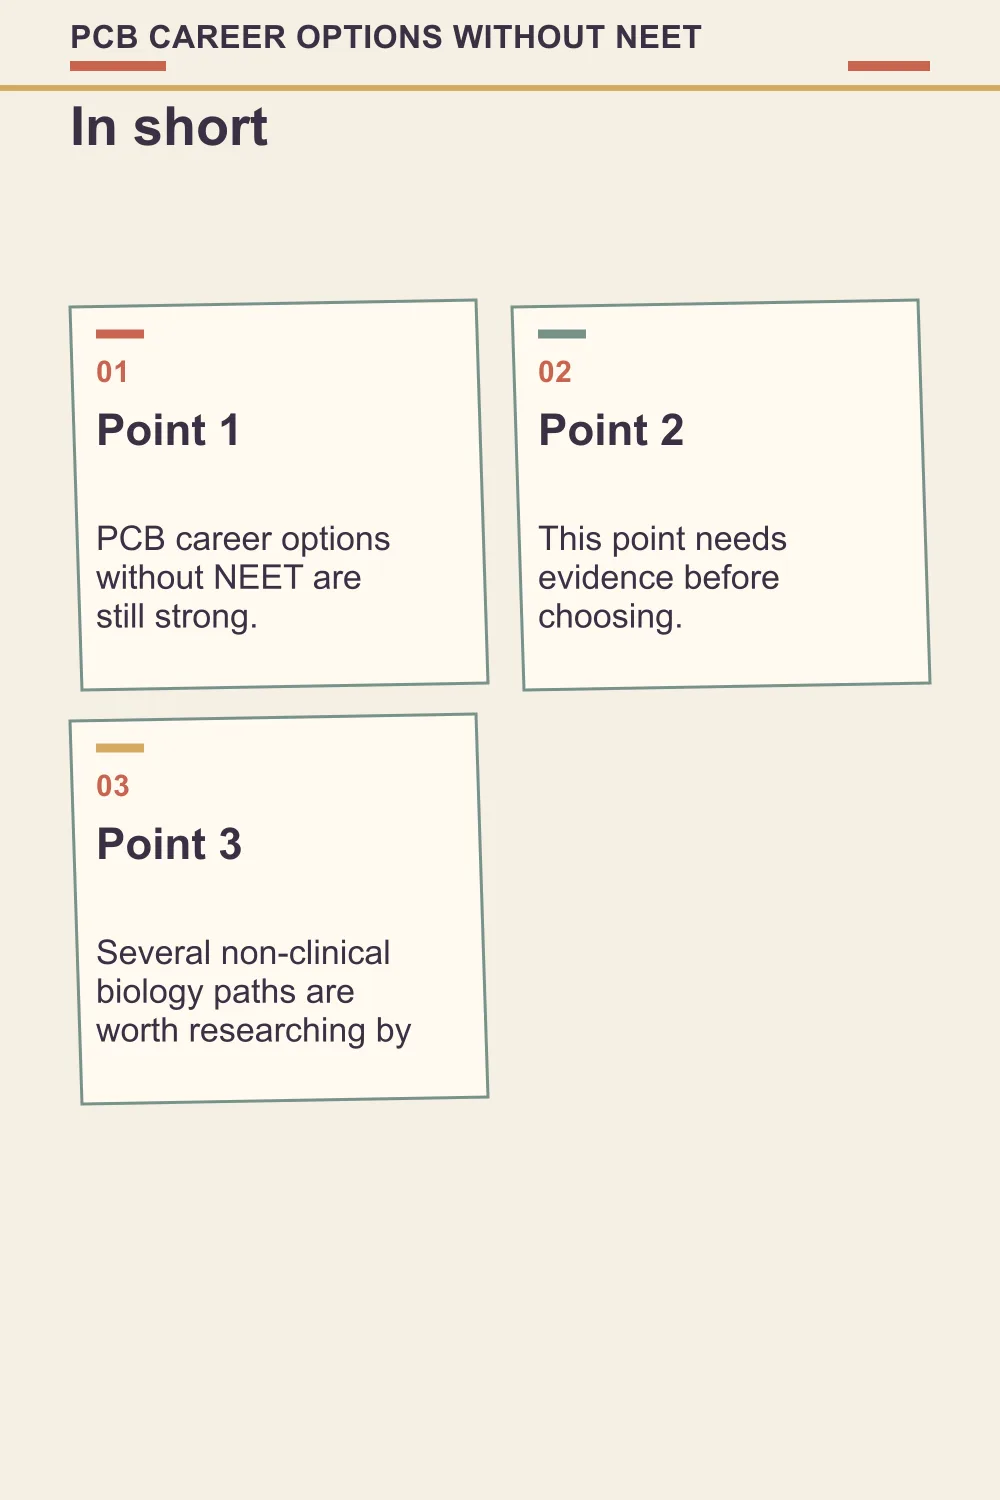 PCB CAREER OPTIONS WITHOUT NEET
In short
01
Point 1
PCB career options
without NEET are
still strong.
02
Point 2
This point needs
evidence before
choosing.
03
Point 3
Several non-clinical
biology paths are
worth researching by